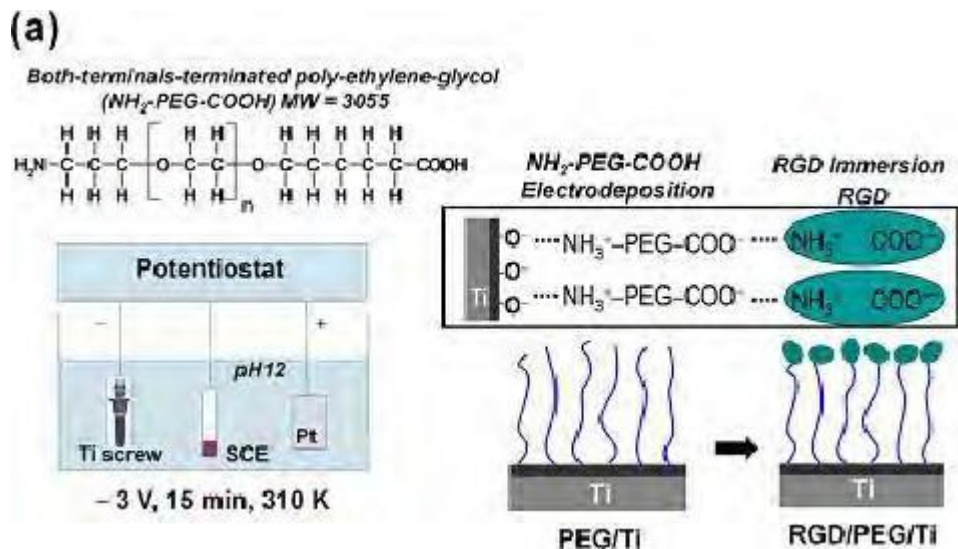 (a)
Both-terminals-terminated poly-ethylene-glycol
(NH₂-PEG-COOH) MW = 3055
H H H H H H H H H H
H₂N-C-C-C-O-C-C-O-C-C-C-C-C-COOH
H H H H H H H H H H
n
Potentiostat
− +
pH12
Ti screw SCE Pt
− 3 V, 15 min, 310 K
NH₂-PEG-COOH
Electrodeposition
RGD Immersion
RGD
O⁻ ····NH₃⁺–PEG–COO⁻ ···· NH₃⁺ COO⁻
O⁻
Ti
O⁻ ····NH₃⁺–PEG–COO⁻ ···· NH₃⁺ COO⁻
Ti Ti
PEG/Ti RGD/PEG/Ti